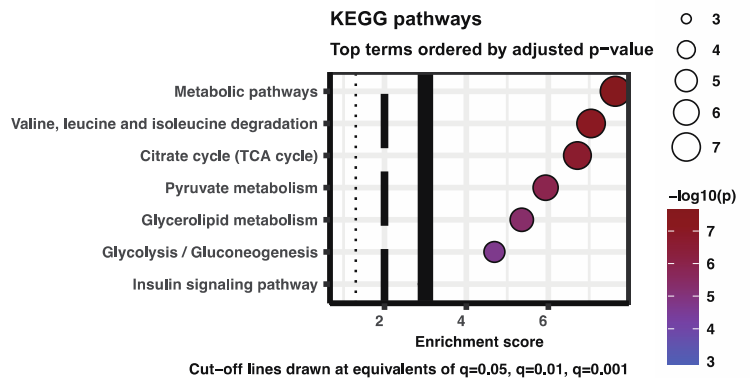 KEGG pathways
Top terms ordered by adjusted p−value
Metabolic pathways
Valine, leucine and isoleucine degradation
Citrate cycle (TCA cycle)
Pyruvate metabolism
Glycerolipid metabolism
Glycolysis / Gluconeogenesis
Insulin signaling pathway
2 4 6
Enrichment score
Cut−off lines drawn at equivalents of q=0.05, q=0.01, q=0.001
3
4
5
6
7
−log10(p)
7
6
5
4
3